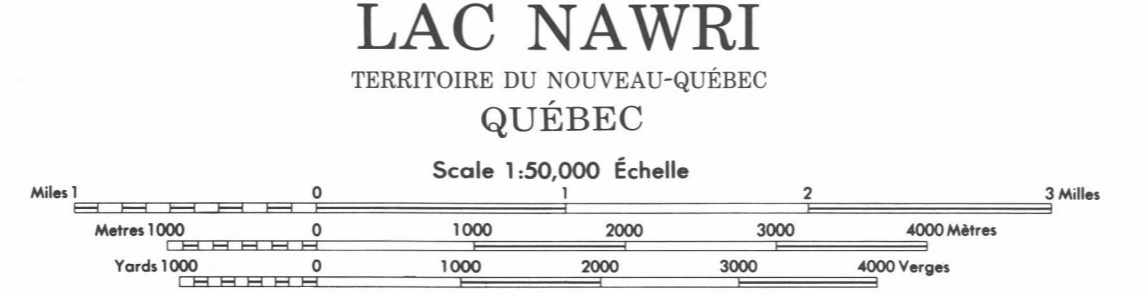 LAC NAWRI
TERRITOIRE DU NOUVEAU-QUÉBEC
QUÉBEC
Scale 1:50,000 Échelle
Miles 1 0 1 2 3 Milles
Metres 1000 0 1000 2000 3000 4000 Mètres
Yards 1000 0 1000 2000 3000 4000 Verges